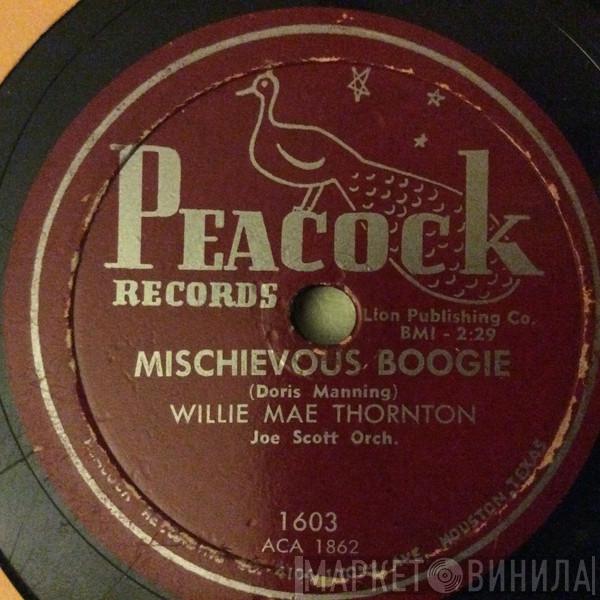 PEACOCK
RECORDS
Lion Publishing Co.
BMI - 2:29
MISCHIEVOUS BOOGIE
(Doris Manning)
WILLIE MAE THORNTON
Joe Scott Orch.
1603
ACA 1862
HOUSTON, TEXAS
МАРКЕТ ВИНИЛА